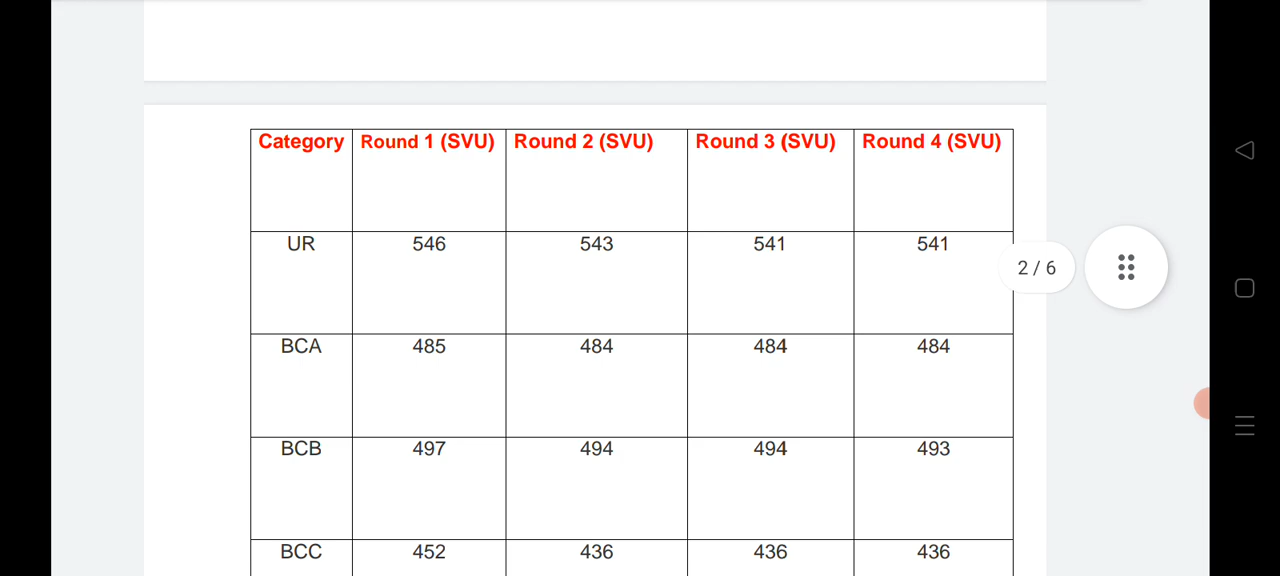 Category Round 1 (SVU) Round 2 (SVU) Round 3 (SVU) Round 4 (SVU)
UR 546 543 541 541
2 / 6
BCA 485 484 484 484
BCB 497 494 494 493
BCC 452 436 436 436